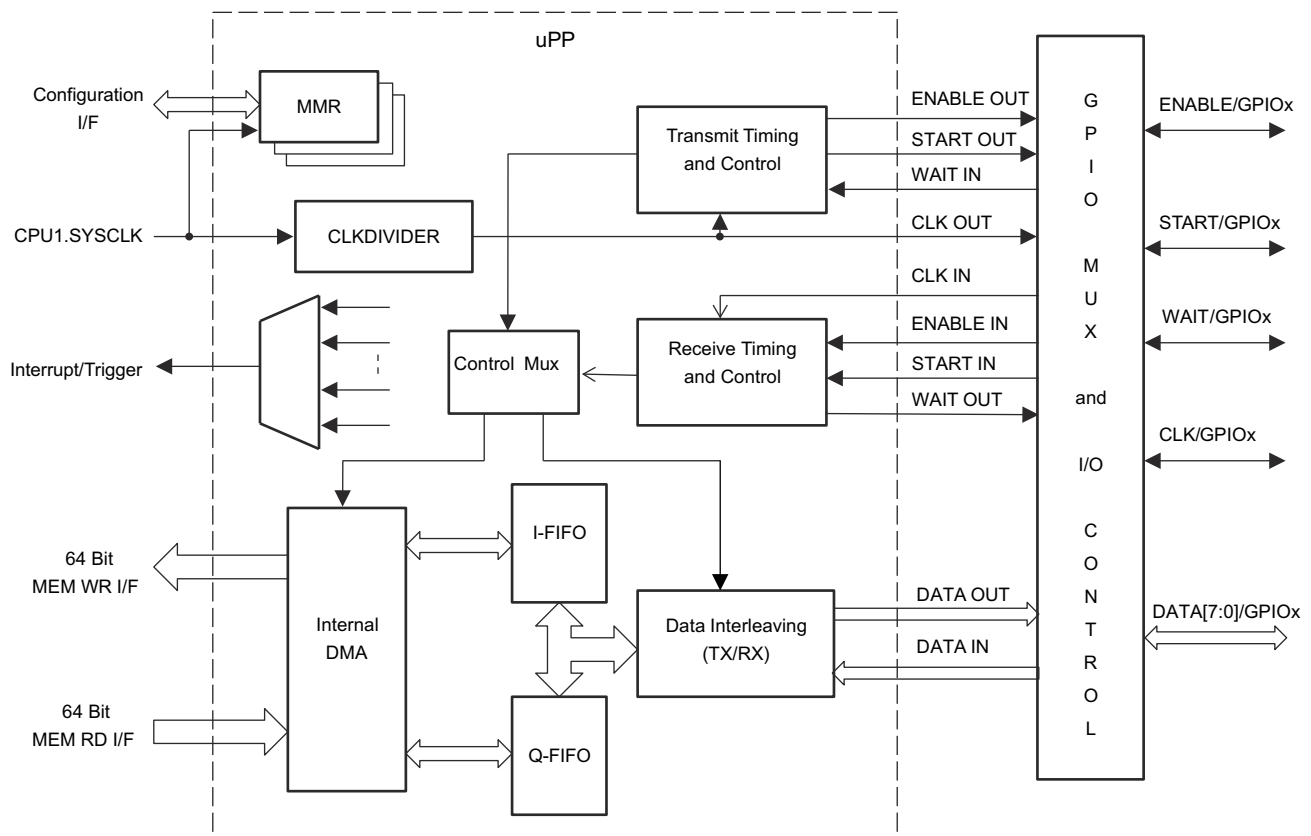 uPP
Configuration
I/F
MMR
CPU1.SYSCLK
CLKDIVIDER
Transmit Timing
and Control
ENABLE OUT
START OUT
WAIT IN
CLK OUT
CLK IN
ENABLE IN
START IN
WAIT OUT
Interrupt/Trigger
Control Mux
Receive Timing
and Control
64 Bit
MEM WR I/F
64 Bit
MEM RD I/F
Internal
DMA
I-FIFO
Q-FIFO
Data Interleaving
(TX/RX)
DATA OUT
DATA IN
G
P
I
O
M
U
X
and
I/O
C
O
N
T
R
O
L
ENABLE/GPIOx
START/GPIOx
WAIT/GPIOx
CLK/GPIOx
DATA[7:0]/GPIOx